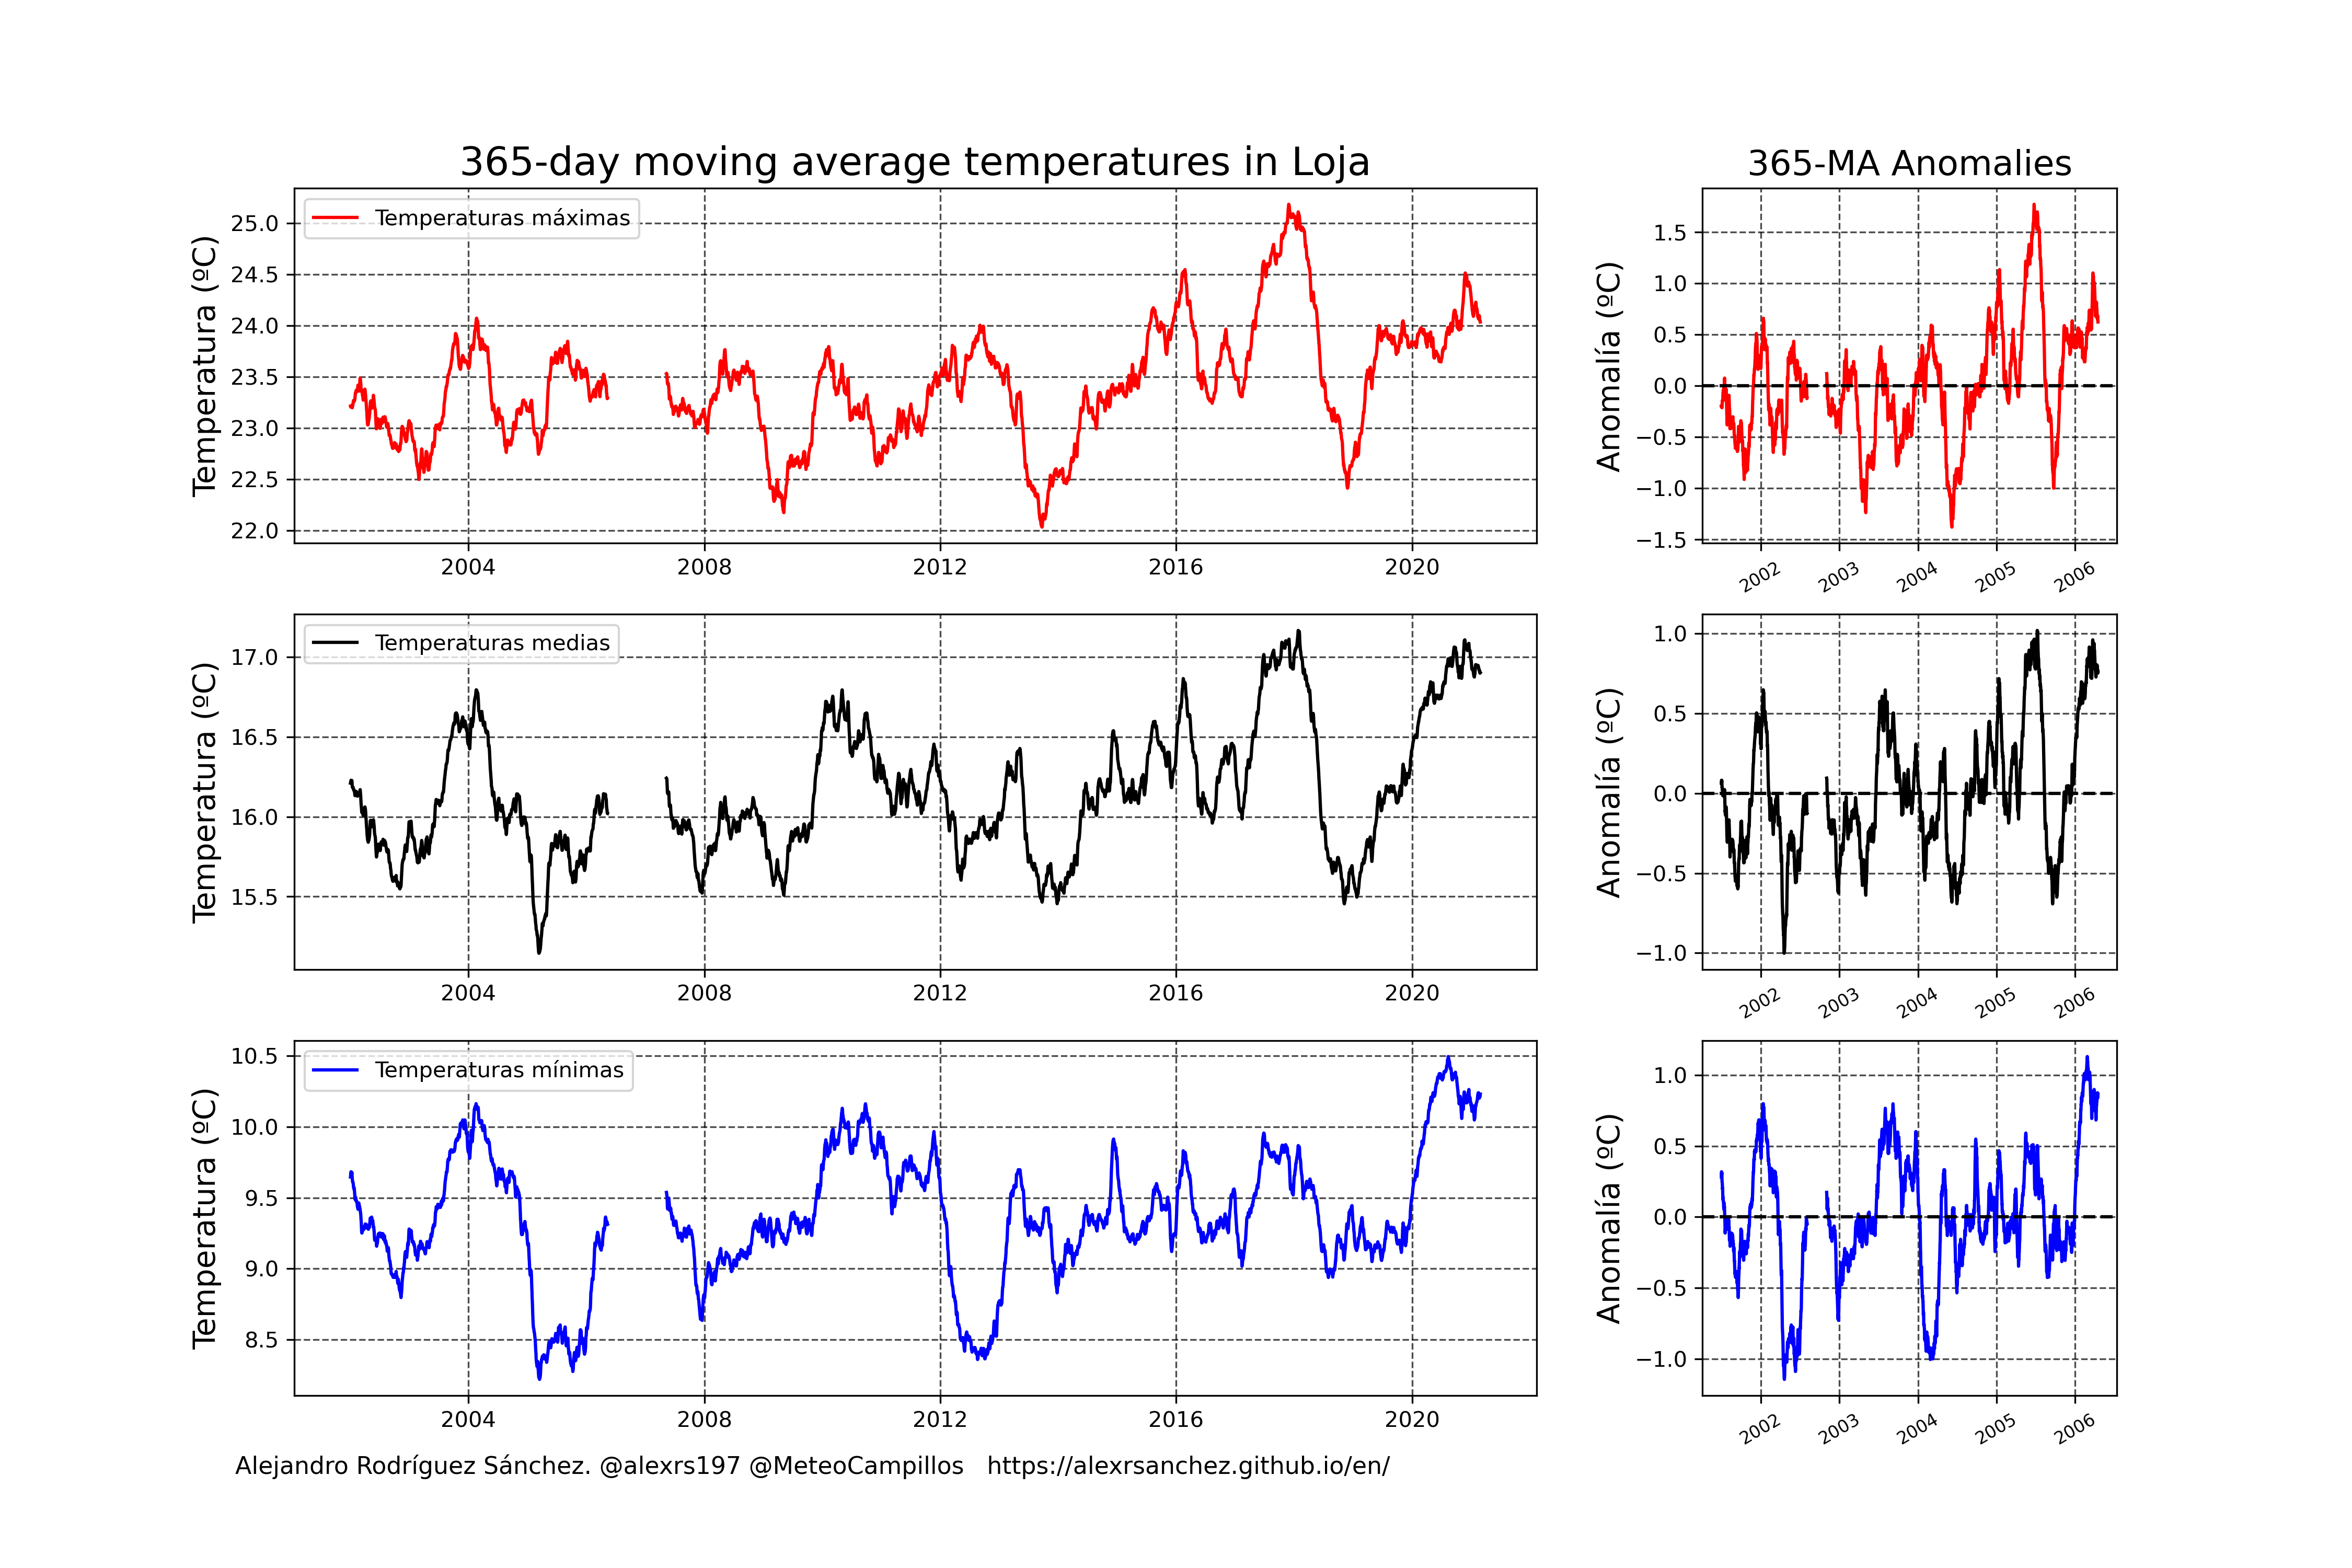 365-day moving average temperatures in Loja
365-MA Anomalies
Temperatura (ºC)
25.0
24.5
24.0
23.5
23.0
22.5
22.0
Temperaturas máximas
2004 2008 2012 2016 2020
Anomalía (ºC)
1.5
1.0
0.5
0.0
−0.5
−1.0
−1.5
2002 2003 2004 2005 2006
Temperatura (ºC)
17.0
16.5
16.0
15.5
Temperaturas medias
2004 2008 2012 2016 2020
Anomalía (ºC)
1.0
0.5
0.0
−0.5
−1.0
2002 2003 2004 2005 2006
Temperatura (ºC)
10.5
10.0
9.5
9.0
8.5
Temperaturas mínimas
2004 2008 2012 2016 2020
Anomalía (ºC)
1.0
0.5
0.0
−0.5
−1.0
2002 2003 2004 2005 2006
Alejandro Rodríguez Sánchez. @alexrs197 @MeteoCampillos https://alexrsanchez.github.io/en/